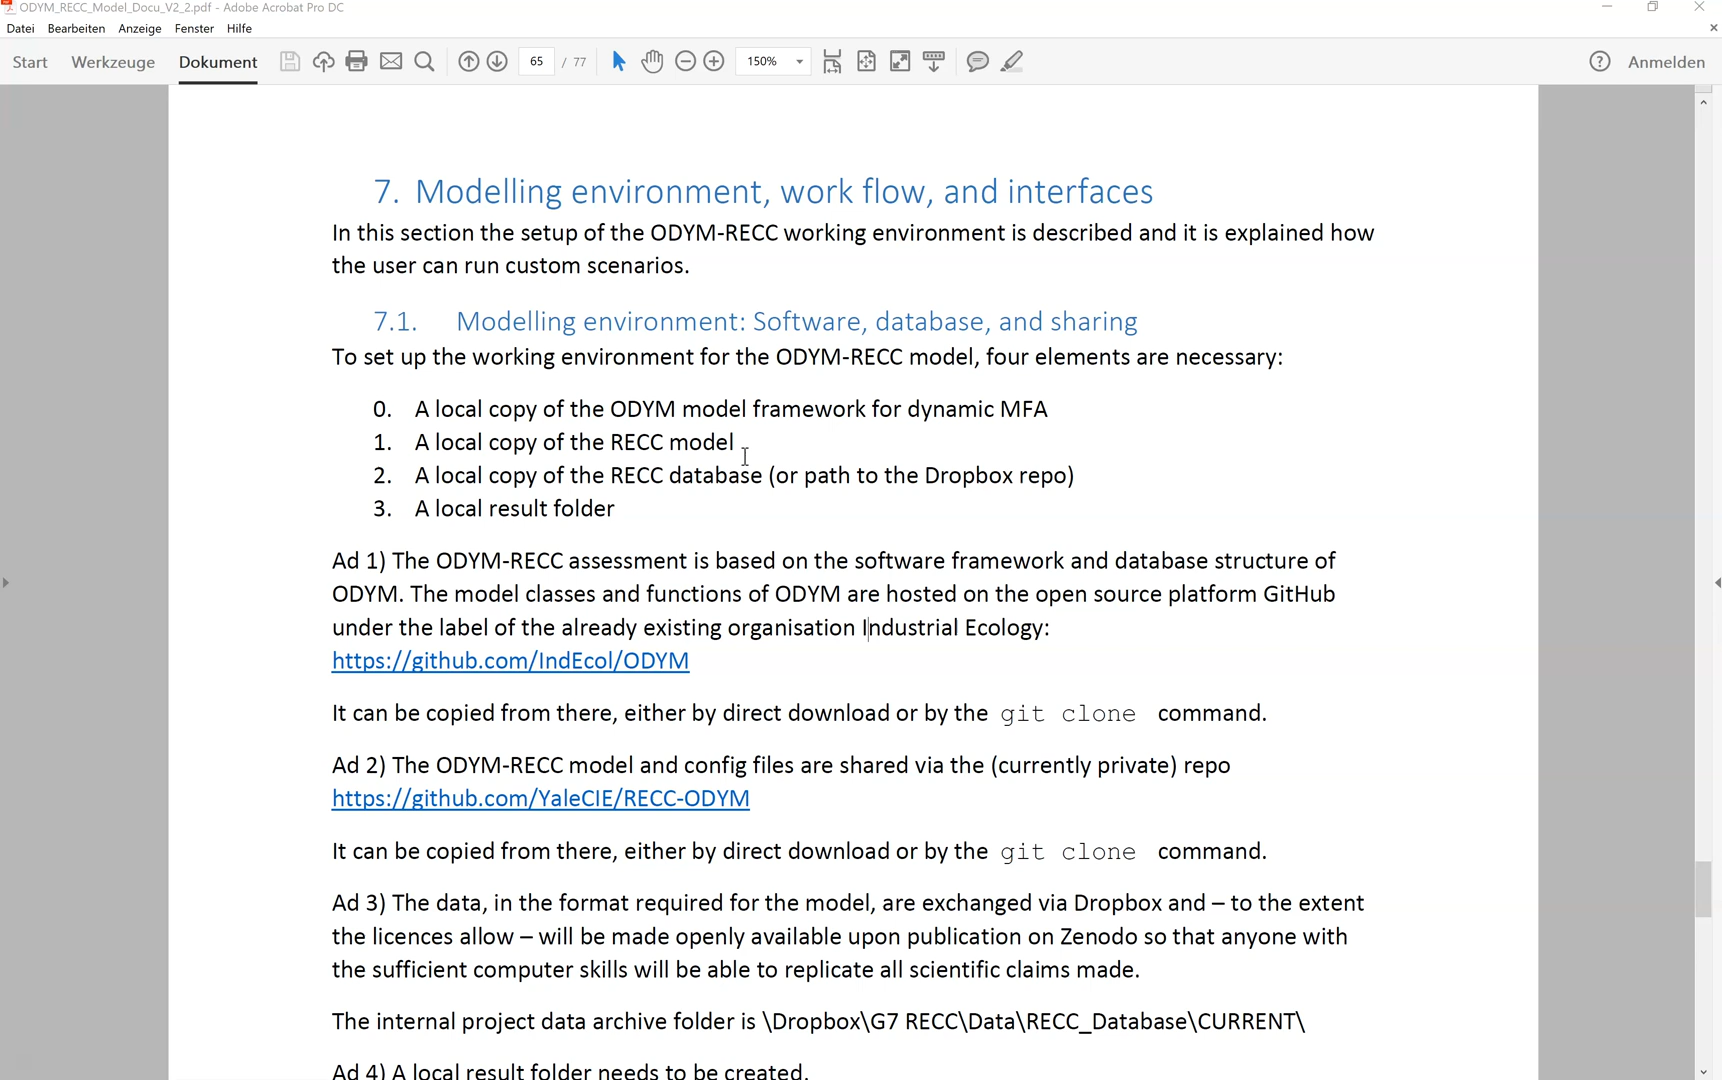 ODYM_RECC_Model_Docu_V2_2.pdf - Adobe Acrobat Pro DC
Datei Bearbeiten Anzeige Fenster Hilfe
Start Werkzeuge Dokument 65 / 77 150% Anmelden
7. Modelling environment, work flow, and interfaces
In this section the setup of the ODYM-RECC working environment is described and it is explained how
the user can run custom scenarios.
7.1. Modelling environment: Software, database, and sharing
To set up the working environment for the ODYM-RECC model, four elements are necessary:
0. A local copy of the ODYM model framework for dynamic MFA
1. A local copy of the RECC model
2. A local copy of the RECC database (or path to the Dropbox repo)
3. A local result folder
Ad 1) The ODYM-RECC assessment is based on the software framework and database structure of
ODYM. The model classes and functions of ODYM are hosted on the open source platform GitHub
under the label of the already existing organisation Industrial Ecology:
https://github.com/IndEcol/ODYM
It can be copied from there, either by direct download or by the git clone command.
Ad 2) The ODYM-RECC model and config files are shared via the (currently private) repo
https://github.com/YaleCIE/RECC-ODYM
It can be copied from there, either by direct download or by the git clone command.
Ad 3) The data, in the format required for the model, are exchanged via Dropbox and – to the extent
the licences allow – will be made openly available upon publication on Zenodo so that anyone with
the sufficient computer skills will be able to replicate all scientific claims made.
The internal project data archive folder is \Dropbox\G7 RECC\Data\RECC_Database\CURRENT\
Ad 4) A local result folder needs to be created.